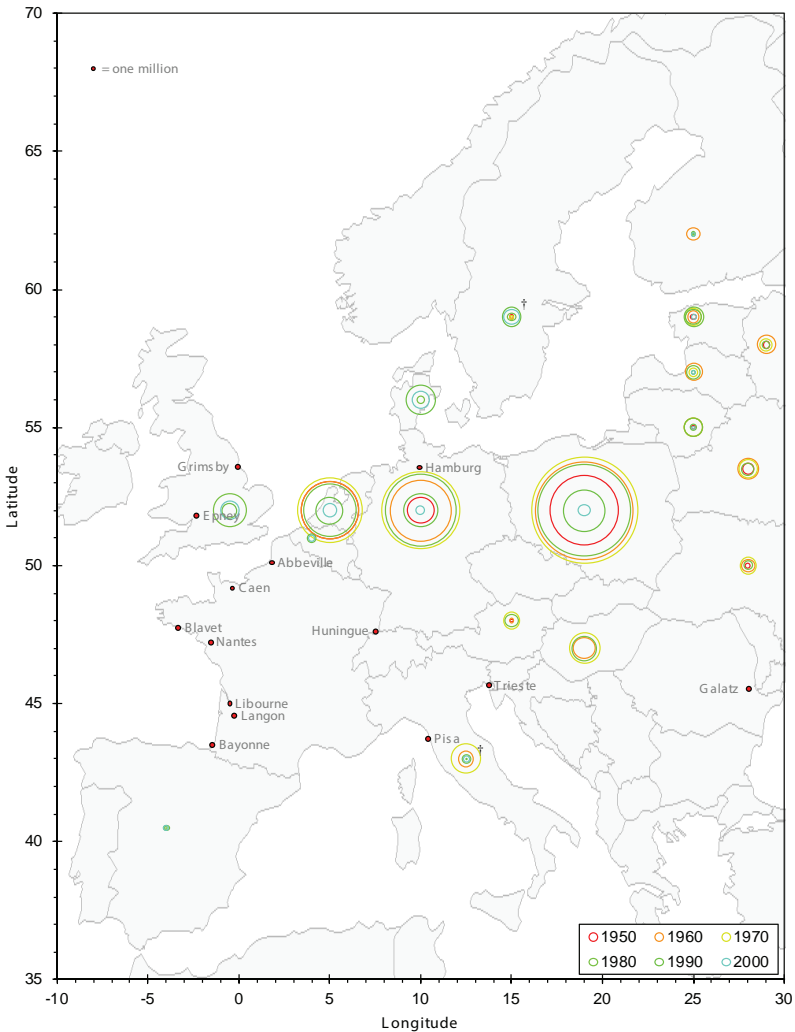 70
= one million
65
60
†
55
Grimsby
Hamburg
Epney
50
Abbeville
Caen
Blavet
Huningue
Nantes
45
Trieste
Galatz
Libourne
Langon
Pisa
†
Bayonne
40
1950 1960 1970
1980 1990 2000
35
-10 -5 0 5 10 15 20 25 30
Longitude
Latitude